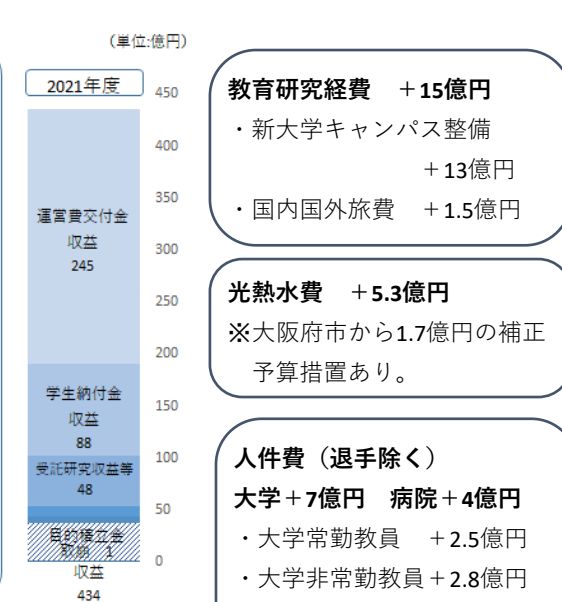 (単位:億円)
2021年度
450
400
350
300
250
200
150
100
50
0
運営費交付金
収益
245
学生納付金
収益
88
受託研究収益等
48
目的積立金
取崩 1
収益
434
教育研究経費 +15億円
・新大学キャンパス整備
+13億円
・国内国外旅費 +1.5億円
光熱水費 +5.3億円
※大阪府市から1.7億円の補正
予算措置あり。
人件費(退手除く)
大学+7億円 病院+4億円
・大学常勤教員 +2.5億円
・大学非常勤教員+2.8億円